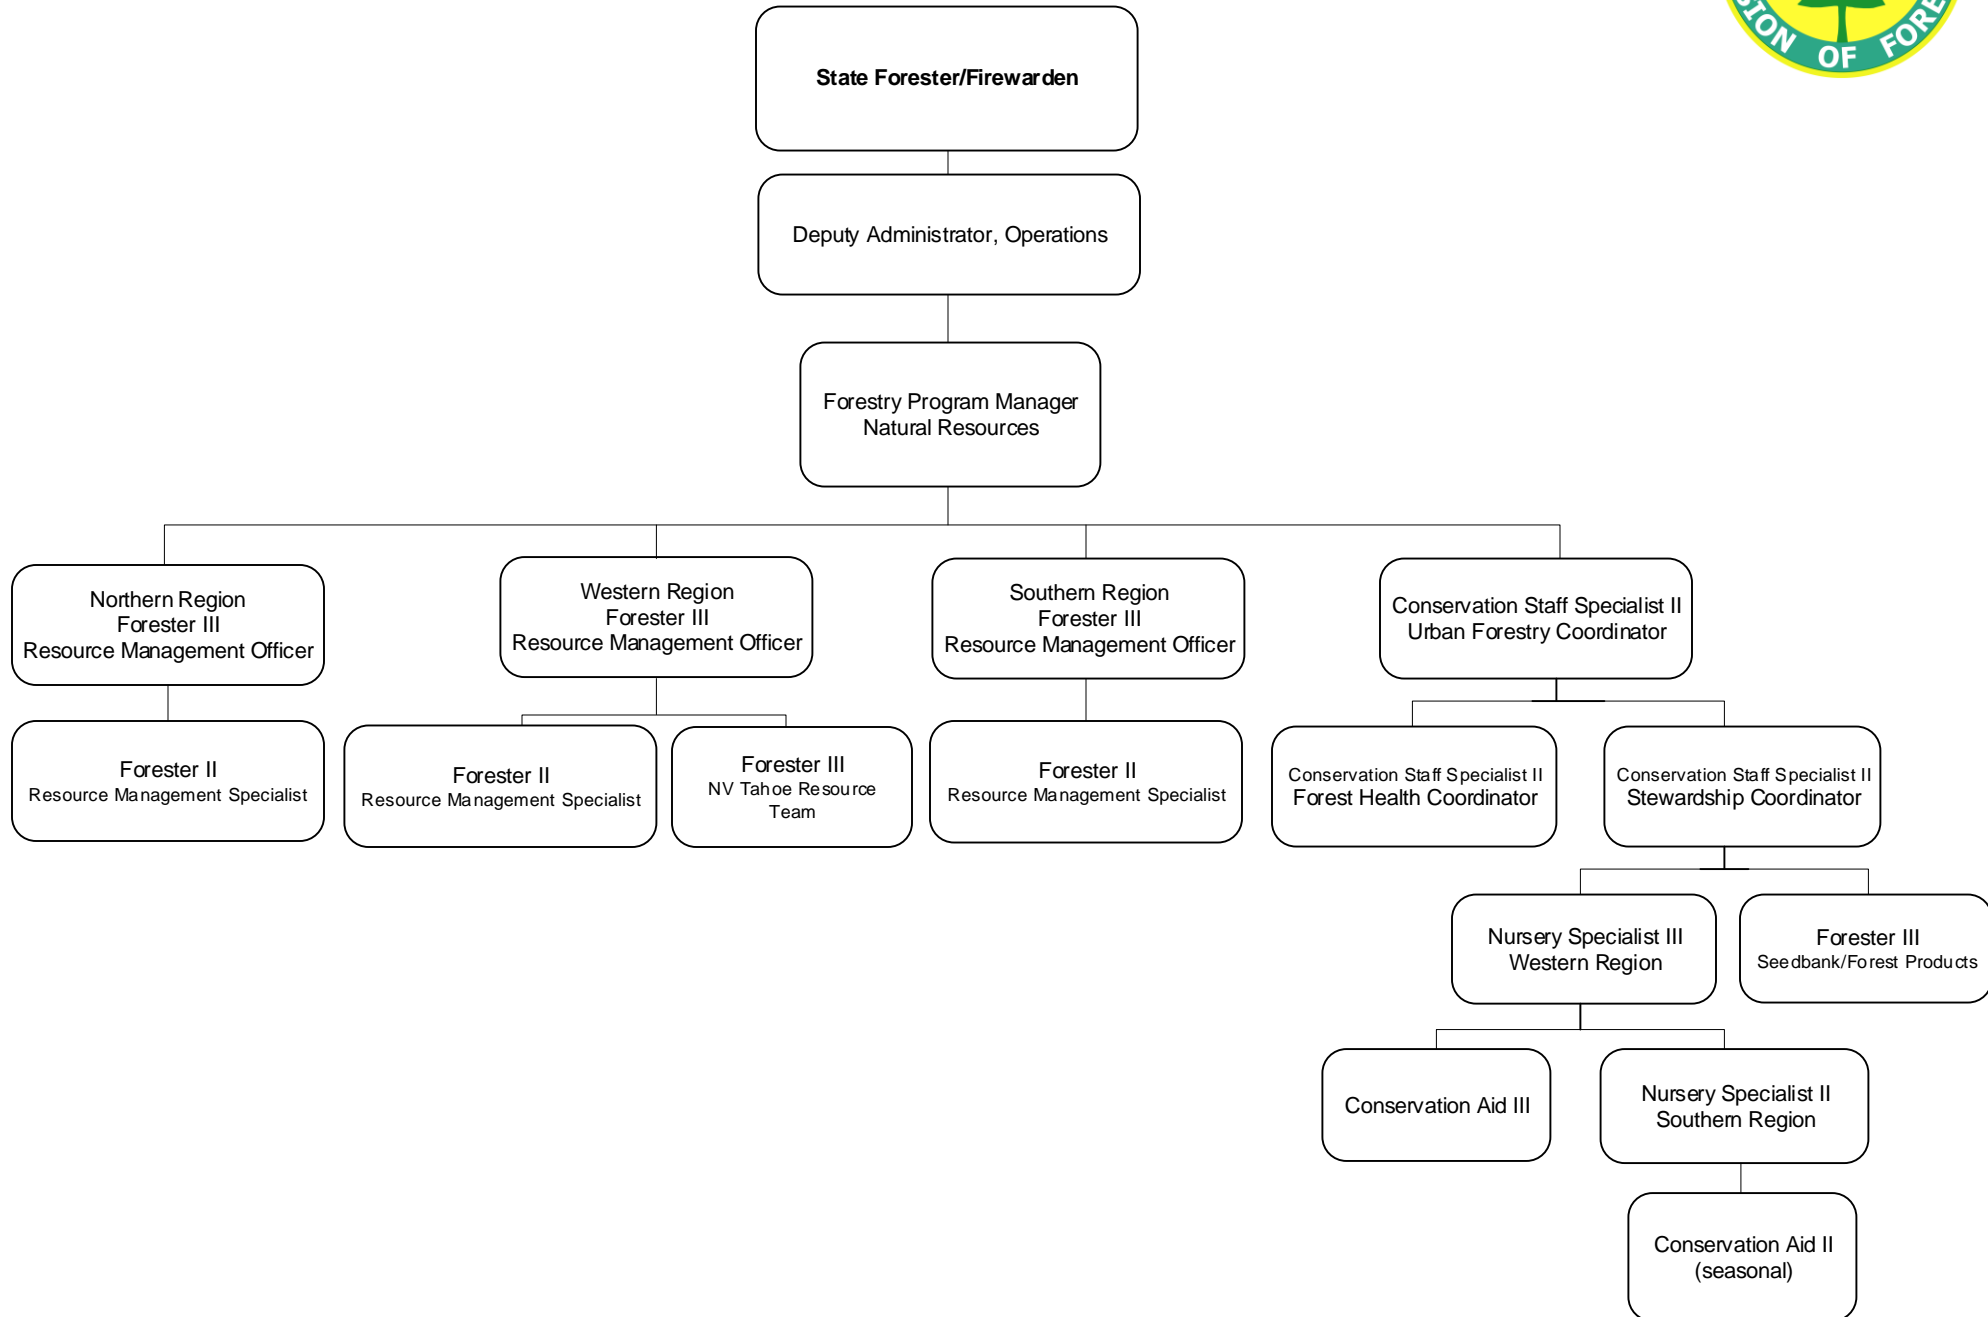 OF
State Forester/Firewarden
Deputy Administrator, Operations
Forestry Program Manager
Natural Resources
Northern Region
Forester III
Resource Management Officer
Western Region
Forester III
Resource Management Officer
Southern Region
Forester III
Resource Management Officer
Conservation Staff Specialist II
Urban Forestry Coordinator
Forester II
Resource Management Specialist
Forester II
Resource Management Specialist
Forester III
NV Tahoe Resource
Team
Forester II
Resource Management Specialist
Conservation Staff Specialist II
Forest Health Coordinator
Conservation Staff Specialist II
Stewardship Coordinator
Nursery Specialist III
Western Region
Forester III
Seedbank/Forest Products
Conservation Aid III
Nursery Specialist II
Southern Region
Conservation Aid II
(seasonal)